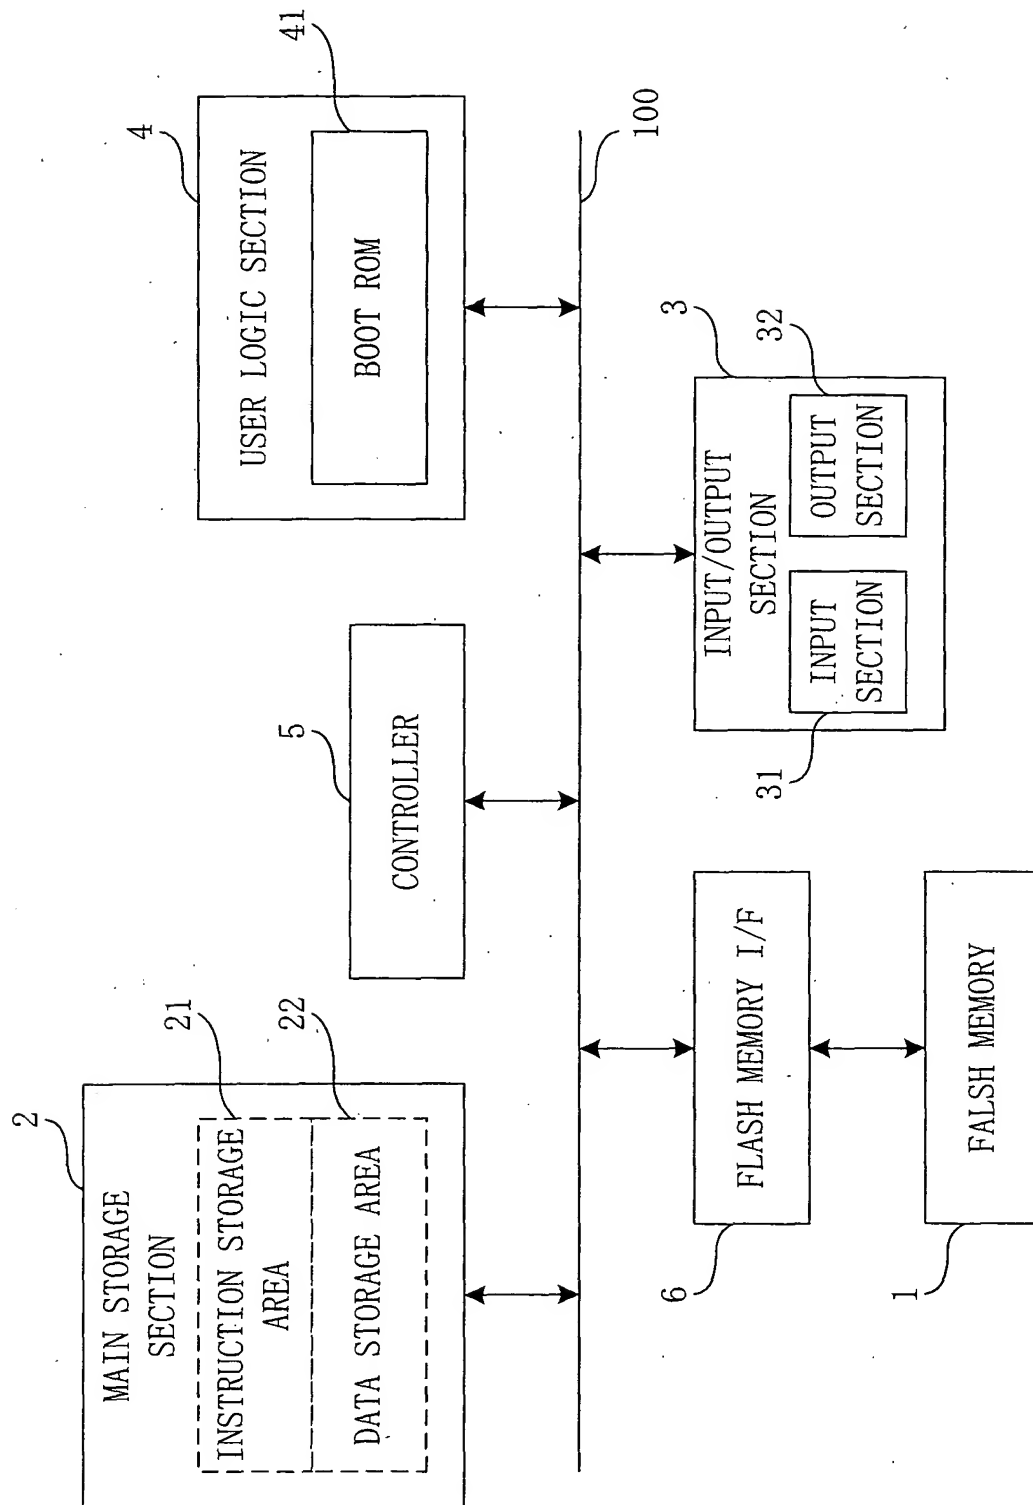 2
MAIN STORAGE
SECTION
21
INSTRUCTION STORAGE
AREA
22
DATA STORAGE AREA
5
CONTROLLER
4
USER LOGIC SECTION
41
BOOT ROM
100
6
FLASH MEMORY I/F
1
FALSH MEMORY
3
INPUT/OUTPUT
SECTION
31
INPUT
SECTION
32
OUTPUT
SECTION